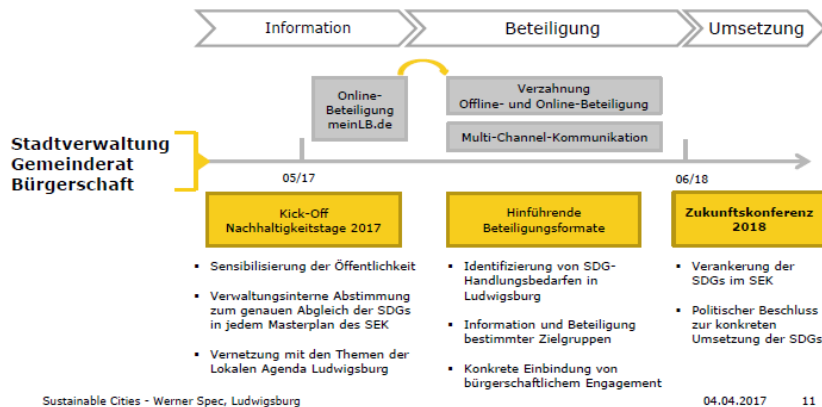 Information
Beteiligung
Umsetzung
Online-
Beteiligung
meinLB.de
Verzahnung
Offline- und Online-Beteiligung
Multi-Channel-Kommunikation
Stadtverwaltung
Gemeinderat
Bürgerschaft
05/17
06/18
Kick-Off
Nachhaltigkeitstage 2017
Hinführende
Beteiligungsformate
Zukunftskonferenz
2018
▪ Sensibilisierung der Öffentlichkeit
▪ Verwaltungsinterne Abstimmung
zum genauen Abgleich der SDGs
in jedem Masterplan des SEK
▪ Vernetzung mit den Themen der
Lokalen Agenda Ludwigsburg
▪ Identifizierung von SDG-
Handlungsbedarfen in
Ludwigsburg
▪ Information und Beteiligung
bestimmter Zielgruppen
▪ Konkrete Einbindung von
bürgerschaftlichem Engagement
▪ Verankerung der
SDGs im SEK
▪ Politischer Beschluss
zur konkreten
Umsetzung der SDGs
Sustainable Cities - Werner Spec, Ludwigsburg
04.04.2017 11